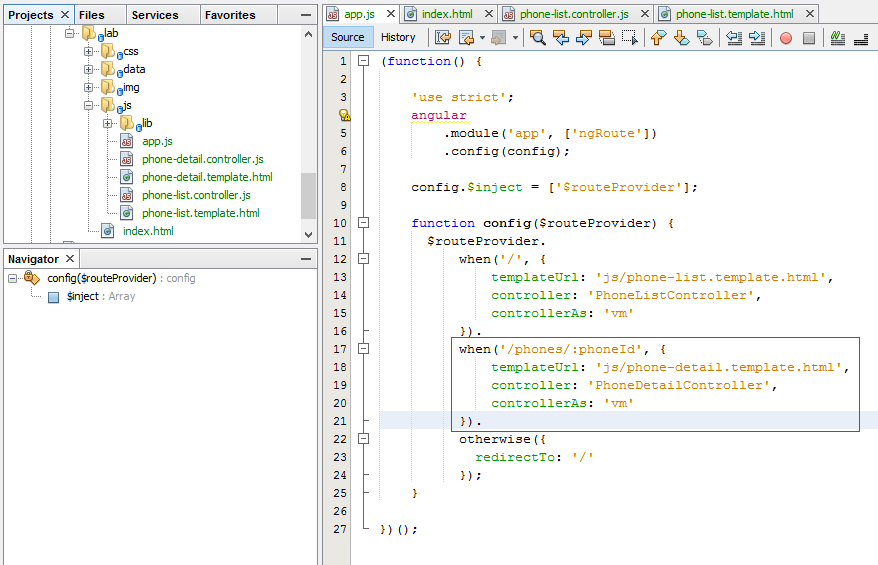 Projects Files Services Favorites
lab
css
data
img
js
lib
app.js
phone-detail.controller.js
phone-detail.template.html
phone-list.controller.js
phone-list.template.html
index.html
Navigator
config($routeProvider) : config
$inject : Array
app.js index.html phone-list.controller.js phone-list.template.html
Source History
1 (function() {
2
3 'use strict';
angular
5 .module('app', ['ngRoute'])
6 .config(config);
7
8 config.$inject = ['$routeProvider'];
9
10 function config($routeProvider) {
11 $routeProvider.
12 when('/', {
13 templateUrl: 'js/phone-list.template.html',
14 controller: 'PhoneListController',
15 controllerAs: 'vm'
16 }).
17 when('/phones/:phoneId', {
18 templateUrl: 'js/phone-detail.template.html',
19 controller: 'PhoneDetailController',
20 controllerAs: 'vm'
21 }).
22 otherwise({
23 redirectTo: '/'
24 });
25 }
26
27 })();